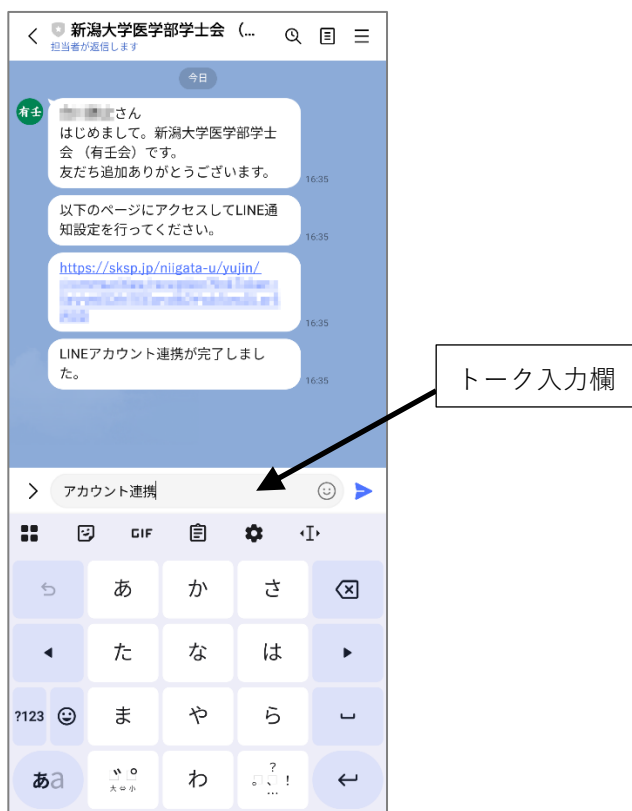 新潟大学医学部学士会 （...
担当者が返信します
今日
有壬
さん
はじめまして。新潟大学医学部学士
会 （有壬会）です。
友だち追加ありがとうございます。
16:35
以下のページにアクセスしてLINE通
知設定を行ってください。
16:35
https://sksp.jp/niigata-u/yujin/
16:35
LINEアカウント連携が完了しまし
た。
16:35
トーク入力欄
アカウント連携
GIF
あ か さ
た な は
?123 ま や ら
あa 大⇔小 わ 。、?!…